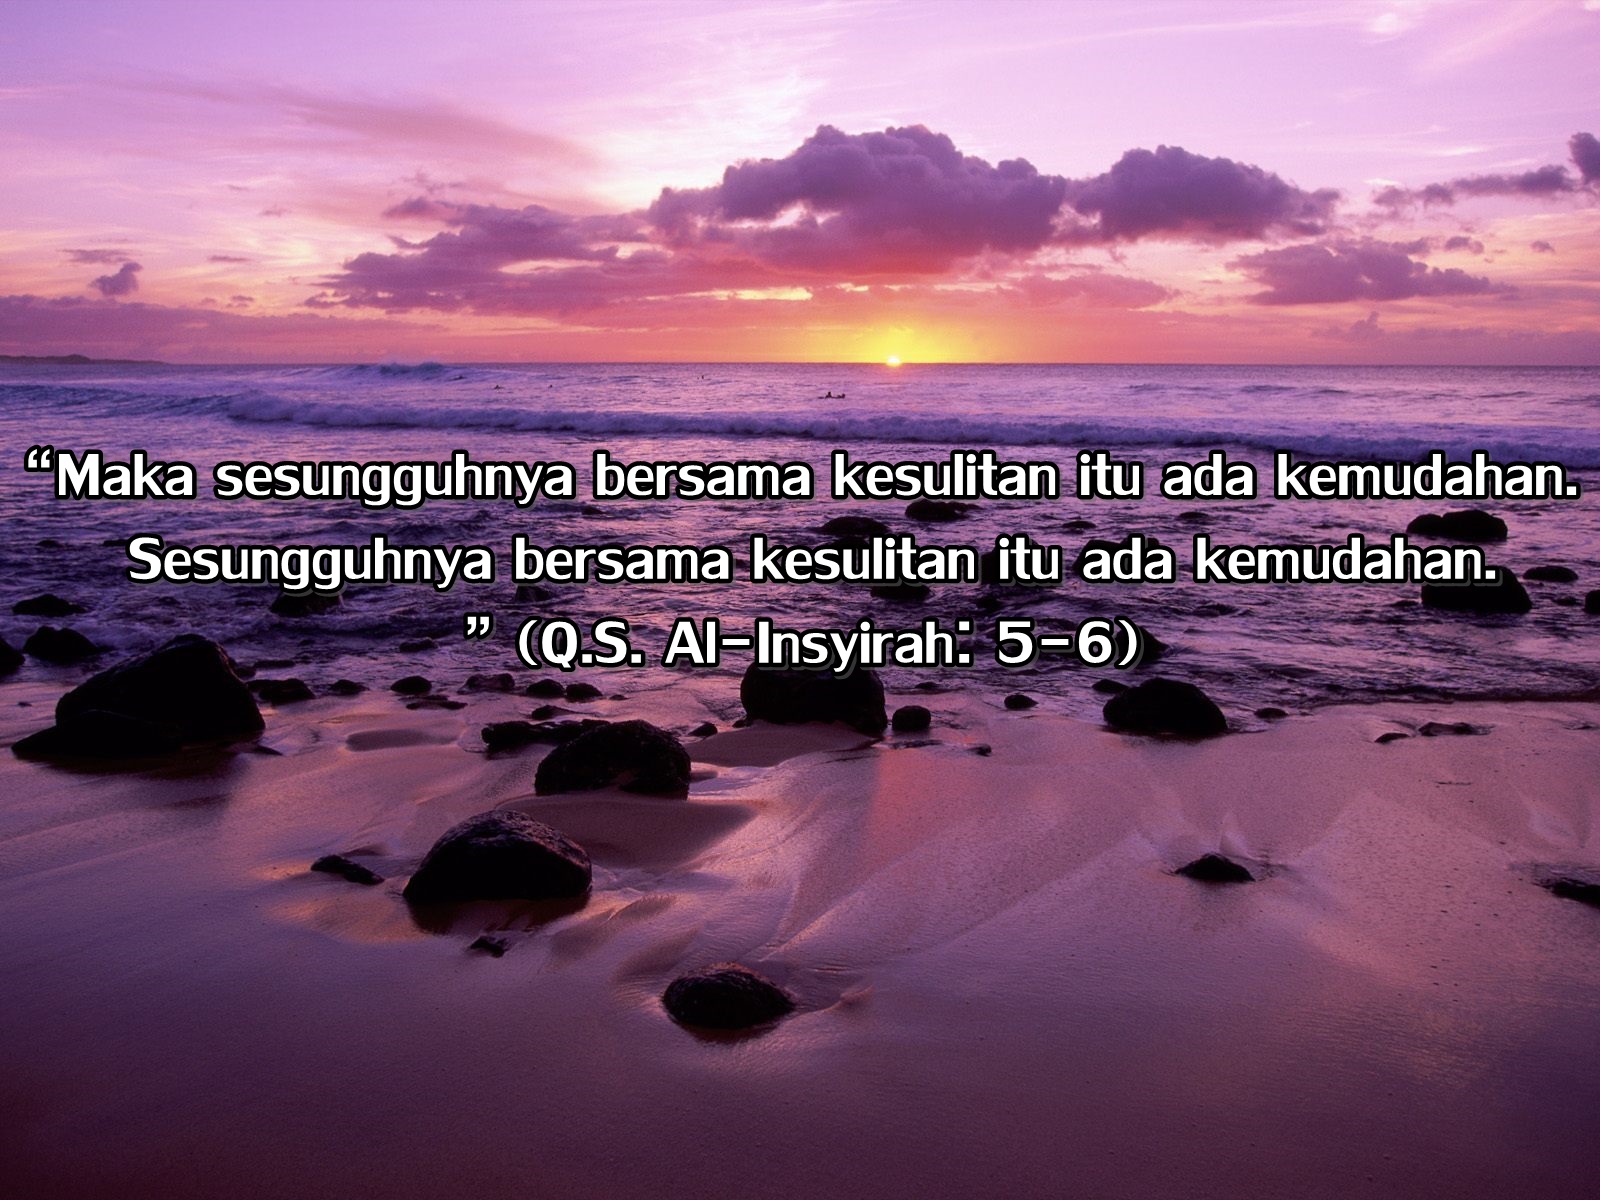 “Maka sesungguhnya bersama kesulitan itu ada kemudahan.
Sesungguhnya bersama kesulitan itu ada kemudahan.
” (Q.S. Al-Insyirah: 5-6)